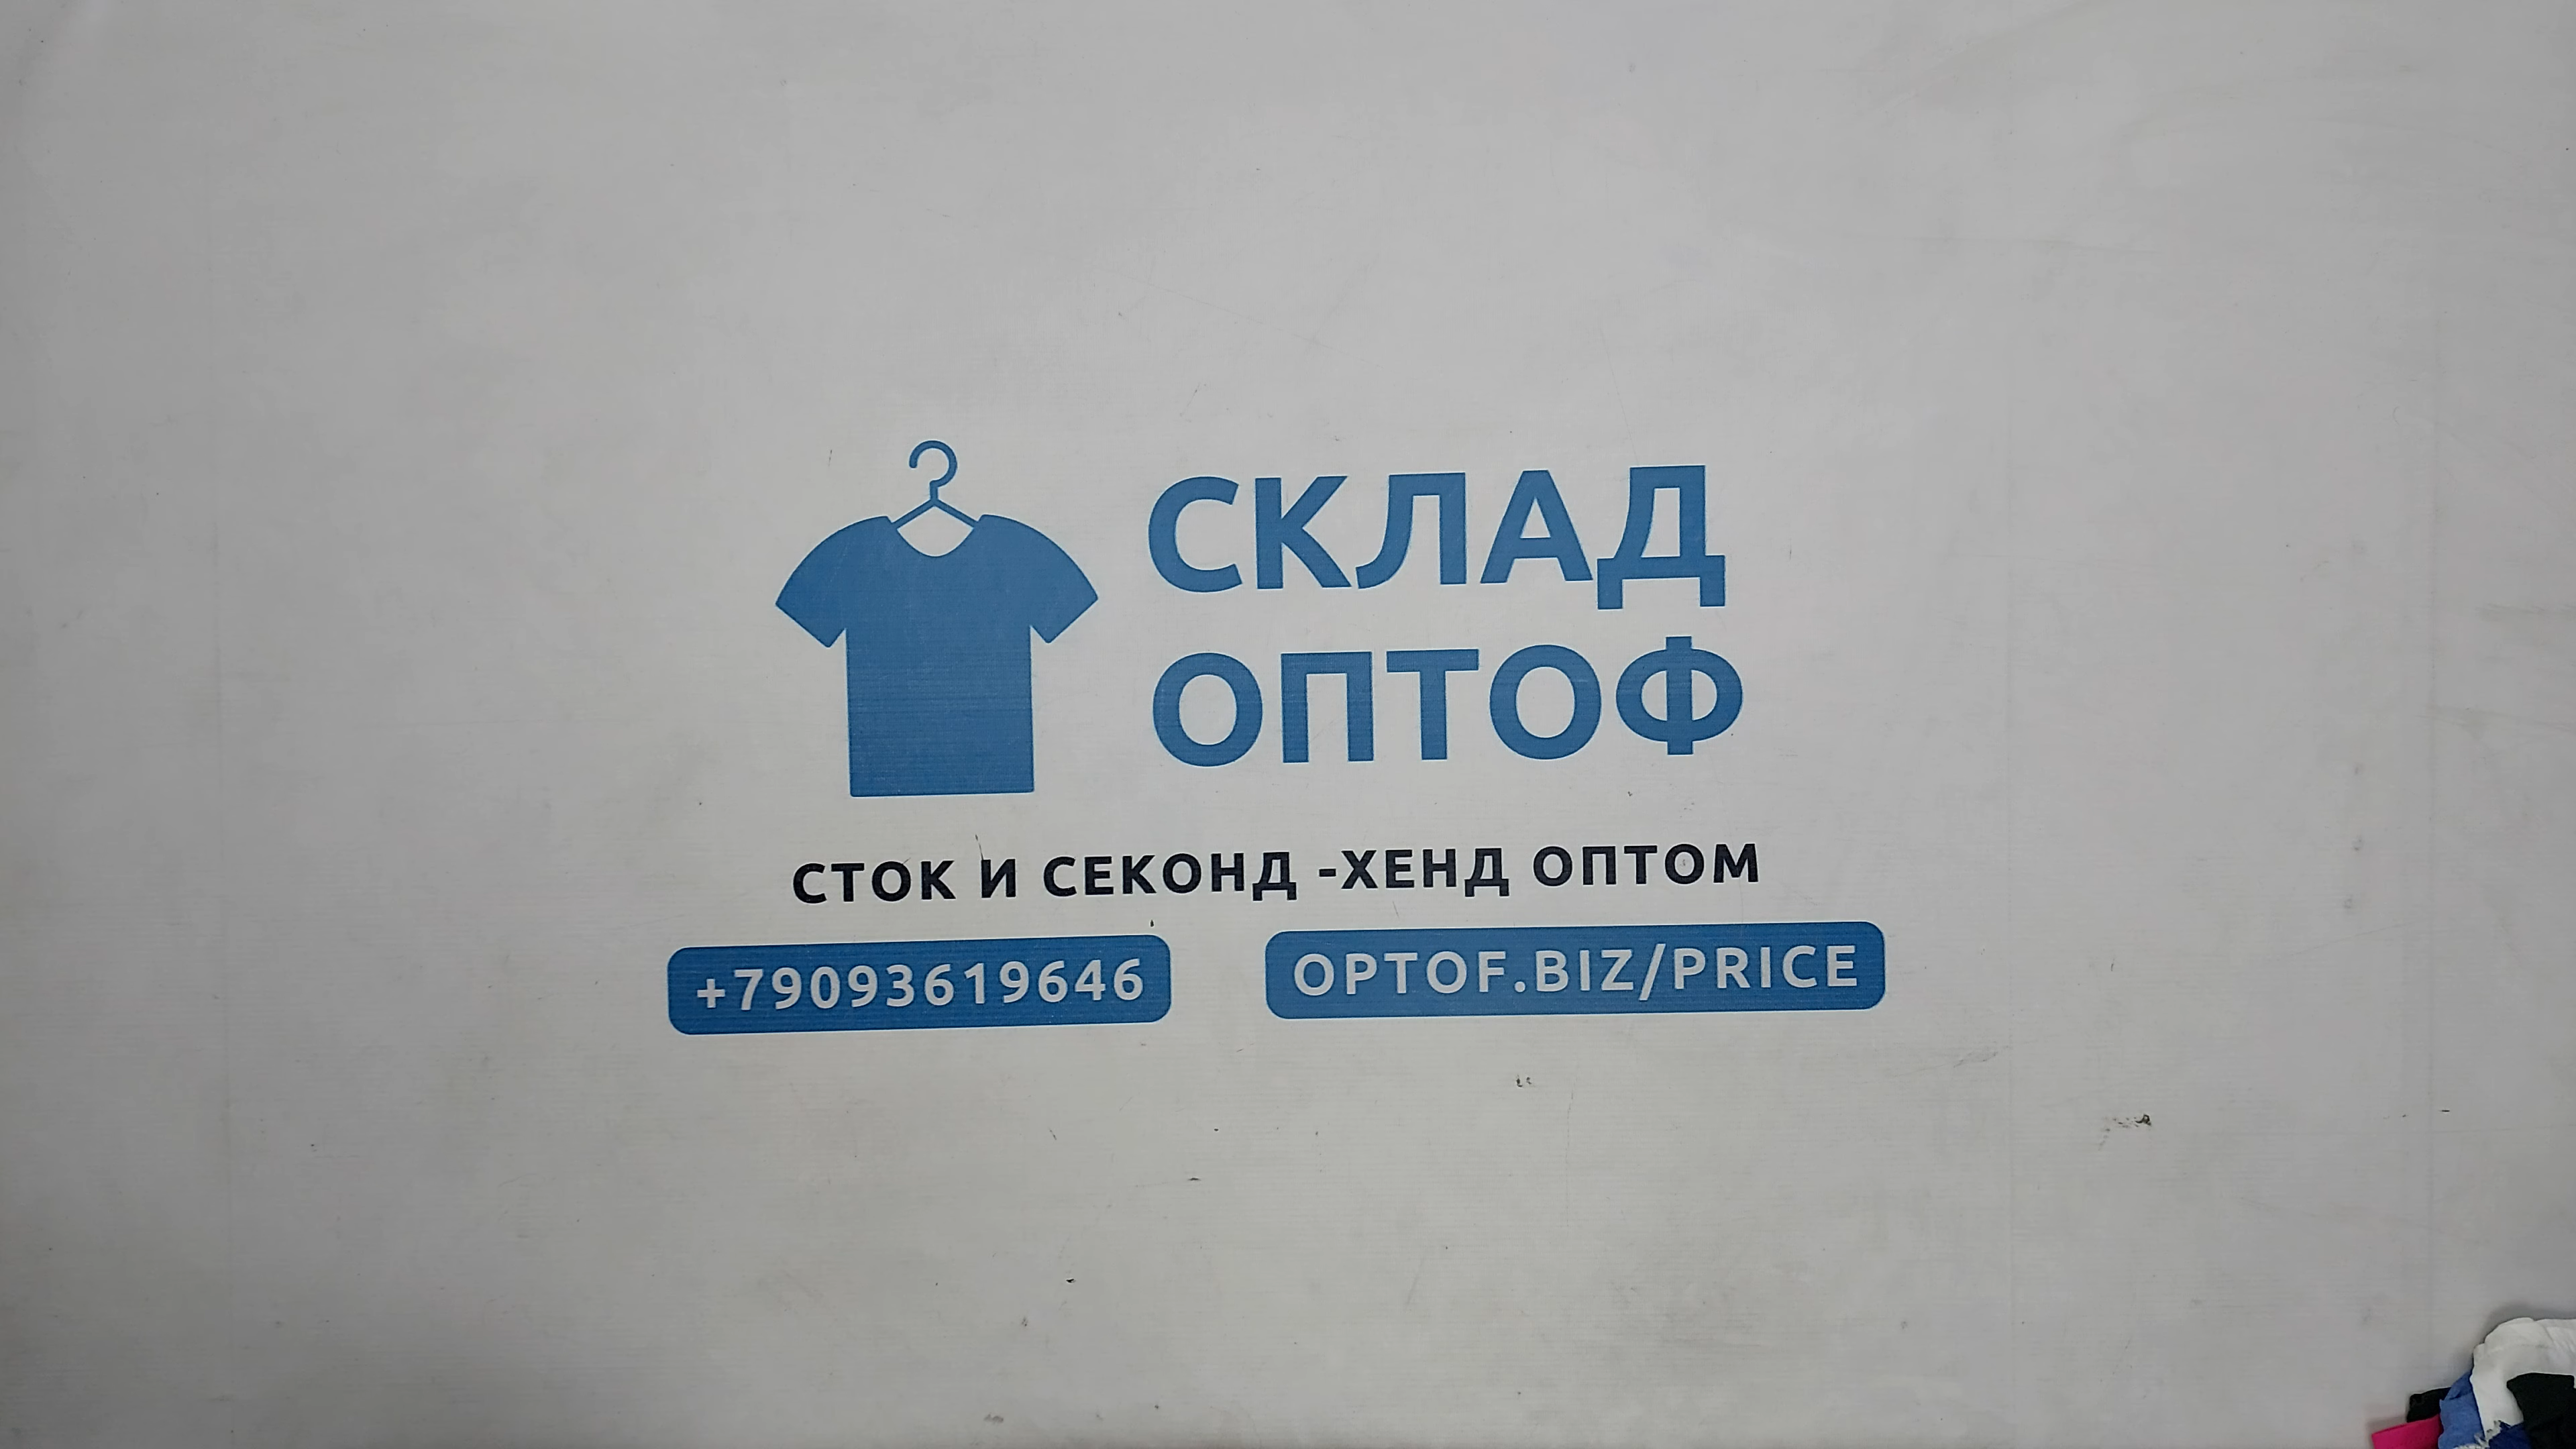 СКЛАД
ОПТОФ
СТОК И СЕКОНД -ХЕНД ОПТОМ
+79093619646
OPTOF.BIZ/PRICE